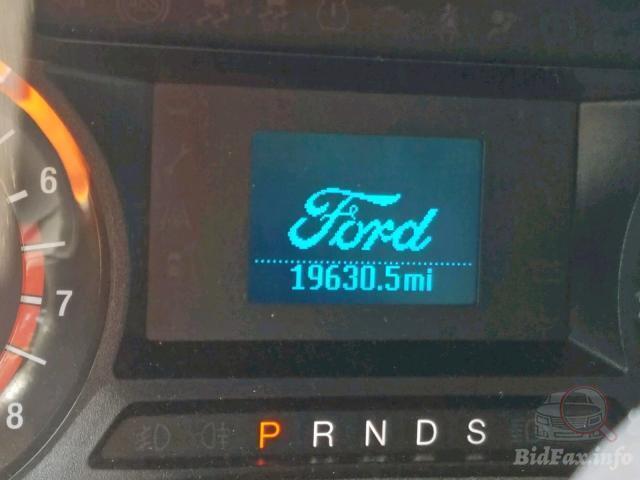 6
7
8
Ford
19630.5mi
P R N D S
BidFax.info